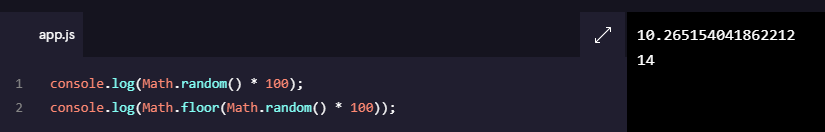 app.js
1 console.log(Math.random() * 100);
2 console.log(Math.floor(Math.random() * 100));
10.265154041862212
14